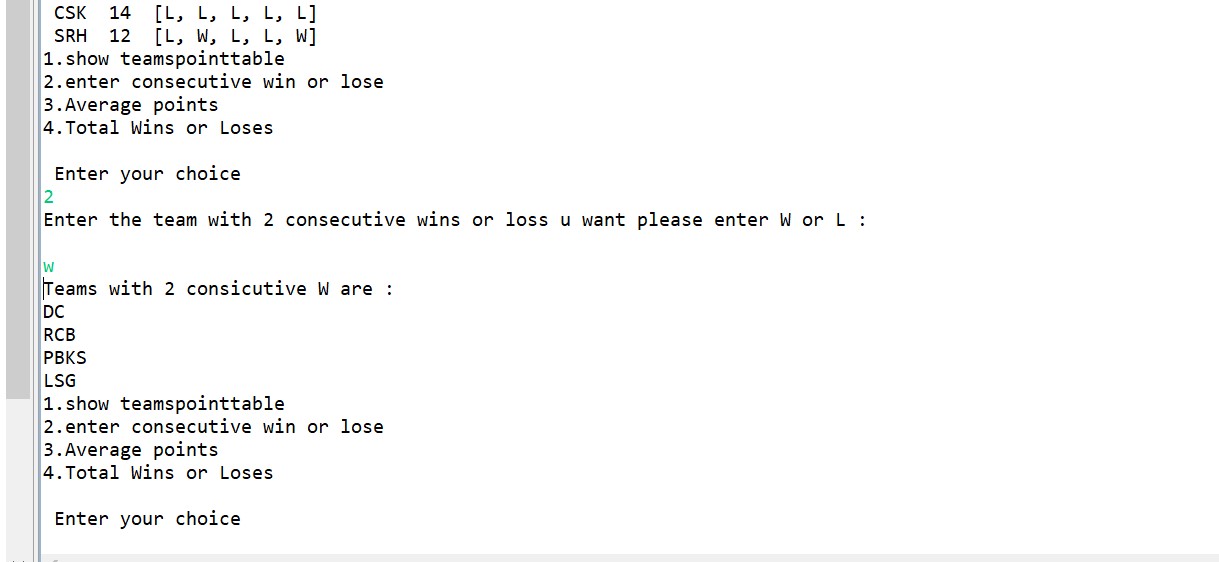 CSK 14 [L, L, L, L, L]
SRH 12 [L, W, L, L, W]
1.show teamspointtable
2.enter consecutive win or lose
3.Average points
4.Total Wins or Loses
Enter your choice
2
Enter the team with 2 consecutive wins or loss u want please enter W or L :
W
Teams with 2 consicutive W are :
DC
RCB
PBKS
LSG
1.show teamspointtable
2.enter consecutive win or lose
3.Average points
4.Total Wins or Loses
Enter your choice